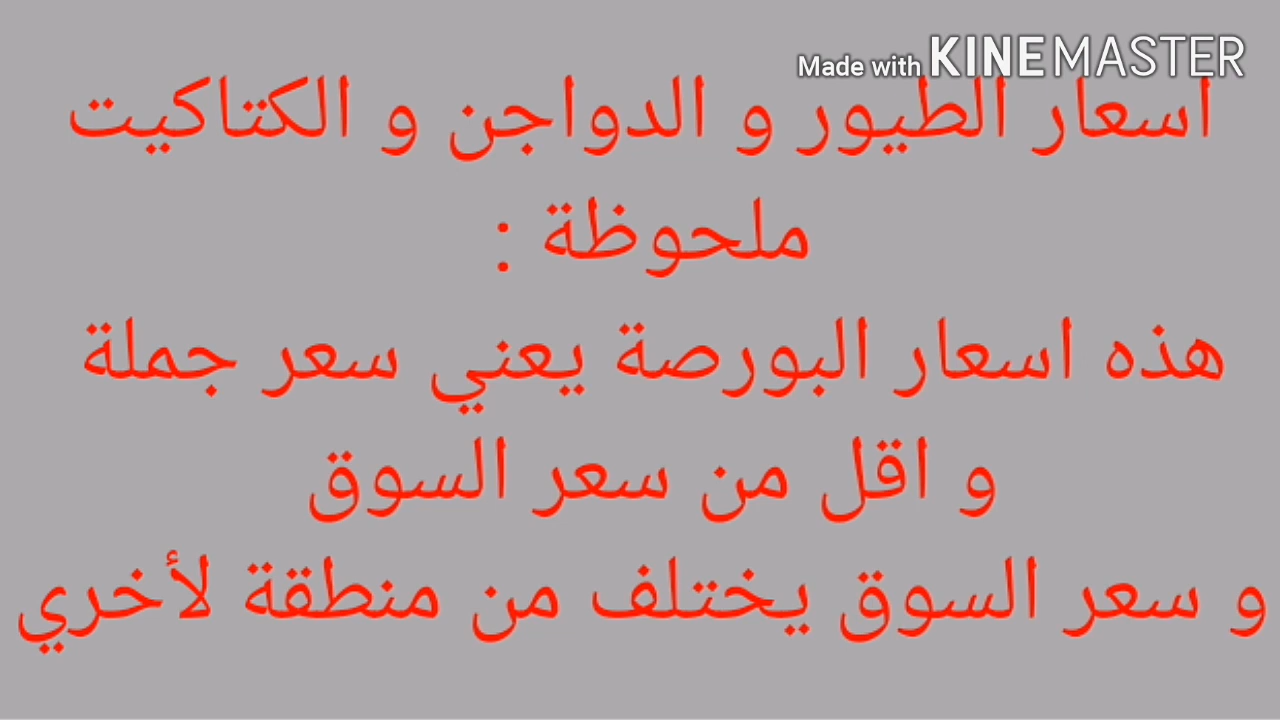 Made with KINEMASTER
اسعار الطيور و الدواجن و الكتاكيت
ملحوظة :
هذه اسعار البورصة يعني سعر جملة
و اقل من سعر السوق
و سعر السوق يختلف من منطقة لأخري